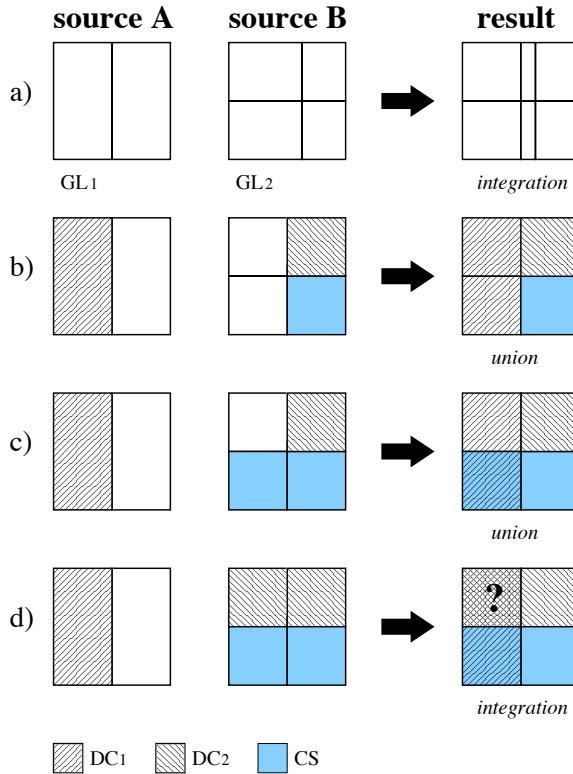 source A source B result
a)
GL1 GL2 integration
b)
union
c)
union
d)
?
integration
DC1 DC2 CS